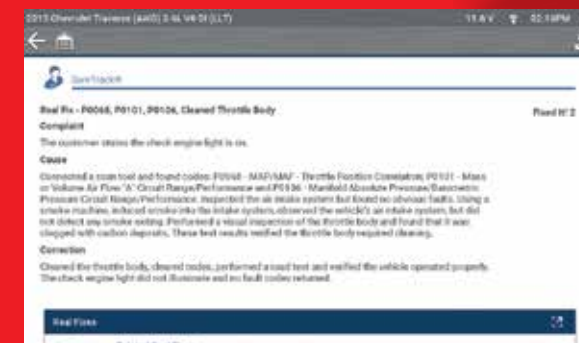 2013 Chevrolet Traverse (AWD) 3.6L V6 DI (LLT) 11.6 V 02:18PM
SureTrack®
Real Fix - P0068, P0101, P0106, Cleaned Throttle Body Fixed It! 2
Complaint
The customer states the check engine light is on.
Cause
Connected a scan tool and found codes: P0068 - MAP/MAF - Throttle Position Correlation, P0101 - Mass
or Volume Air Flow "A" Circuit Range/Performance and P0106 - Manifold Absolute Pressure/Barometric
Pressure Circuit Range/Performance. Inspected the air intake system but found no obvious faults. Using a
smoke machine, induced smoke into the intake system, observed the vehicle's air intake system, but did
not detect any smoke exiting. Performed a visual inspection of the throttle body and found that it was
clogged with carbon deposits. These test results verified the throttle body required cleaning.
Correction
Cleaned the throttle body, cleared codes, performed a road test and verified the vehicle operated properly.
The check engine light did not illuminate and no fault codes returned.
Real Fixes